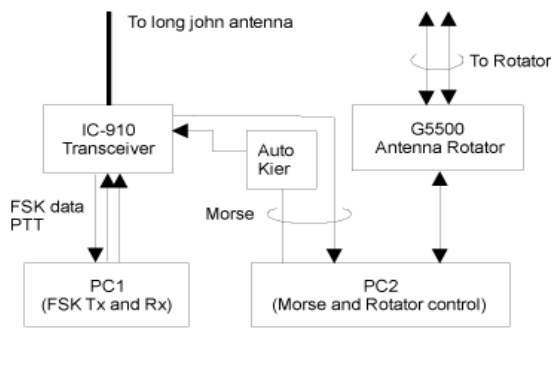 To long john antenna
To Rotator
IC-910
Transceiver
G5500
Antenna Rotator
Auto
Kier
FSK data
PTT
Morse
PC1
(FSK Tx and Rx)
PC2
(Morse and Rotator control)